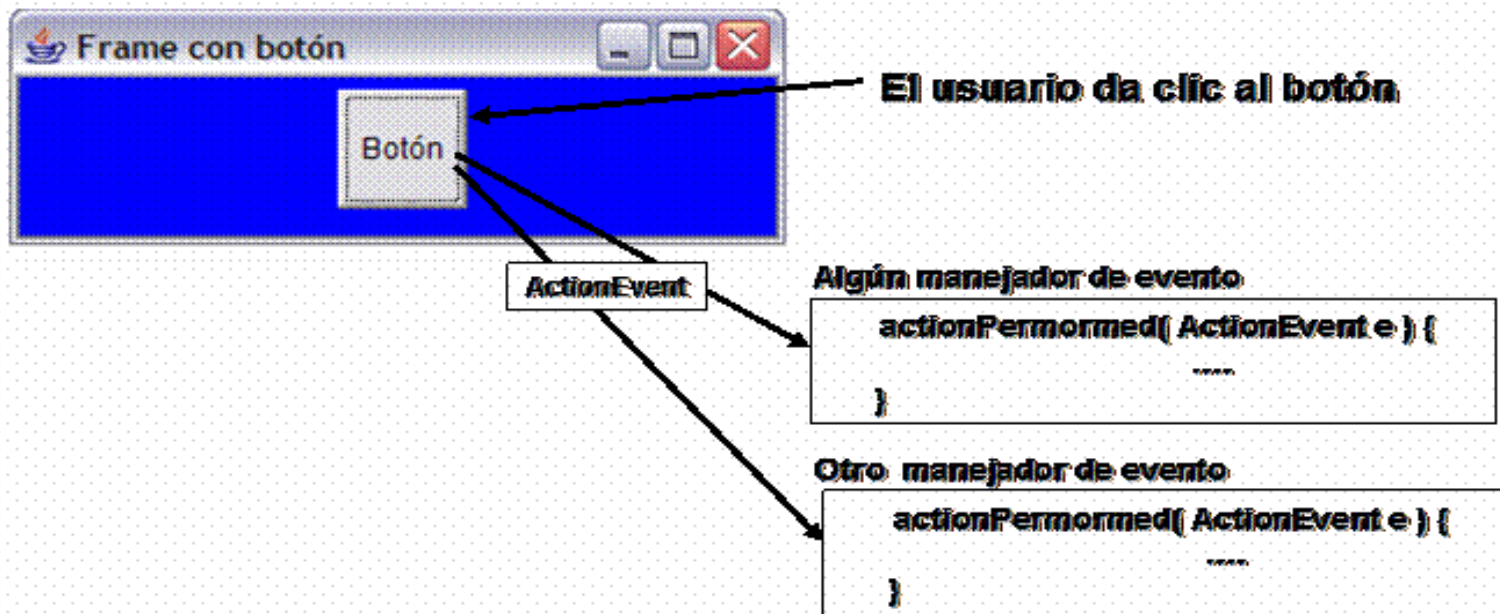 Frame con botón
El usuario da clic al botón
Botón
ActionEvent
Algún manejador de evento
actionPermormed( ActionEvent e ) {
....
}
Otro manejador de evento
actionPermormed( ActionEvent e ) {
....
}